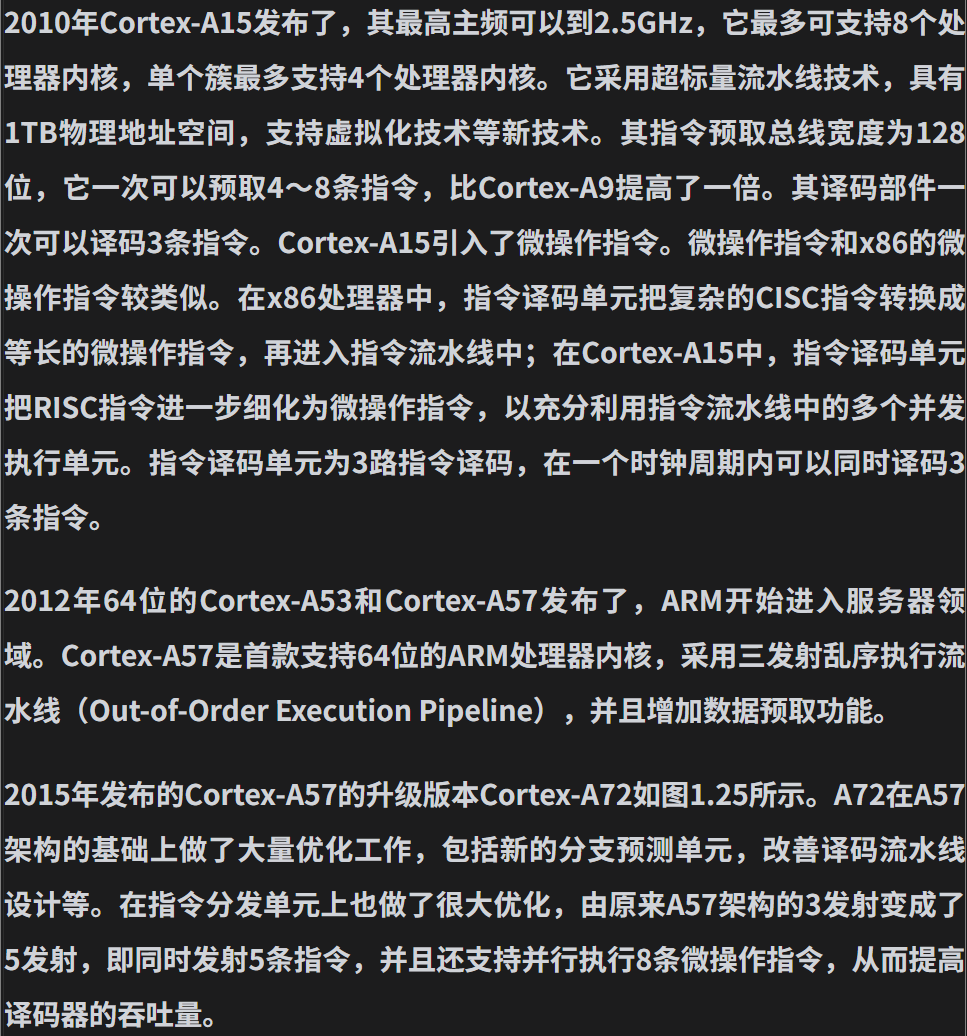 2010年Cortex-A15发布了，其最高主频可以到2.5GHz，它最多可支持8个处
理器内核，单个簇最多支持4个处理器内核。它采用超标量流水线技术，具有
1TB物理地址空间，支持虚拟化技术等新技术。其指令预取总线宽度为128
位，它一次可以预取4～8条指令，比Cortex-A9提高了一倍。其译码部件一
次可以译码3条指令。Cortex-A15引入了微操作指令。微操作指令和x86的微
操作指令较类似。在x86处理器中，指令译码单元把复杂的CISC指令转换成
等长的微操作指令，再进入指令流水线中；在Cortex-A15中，指令译码单元
把RISC指令进一步细化为微操作指令，以充分利用指令流水线中的多个并发
执行单元。指令译码单元为3路指令译码，在一个时钟周期内可以同时译码3
条指令。
2012年64位的Cortex-A53和Cortex-A57发布了，ARM开始进入服务器领
域。Cortex-A57是首款支持64位的ARM处理器内核，采用三发射乱序执行流
水线（Out-of-Order Execution Pipeline），并且增加数据预取功能。
2015年发布的Cortex-A57的升级版本Cortex-A72如图1.25所示。A72在A57
架构的基础上做了大量优化工作，包括新的分支预测单元，改善译码流水线
设计等。在指令分发单元上也做了很大优化，由原来A57架构的3发射变成了
5发射，即同时发射5条指令，并且还支持并行执行8条微操作指令，从而提高
译码器的吞吐量。